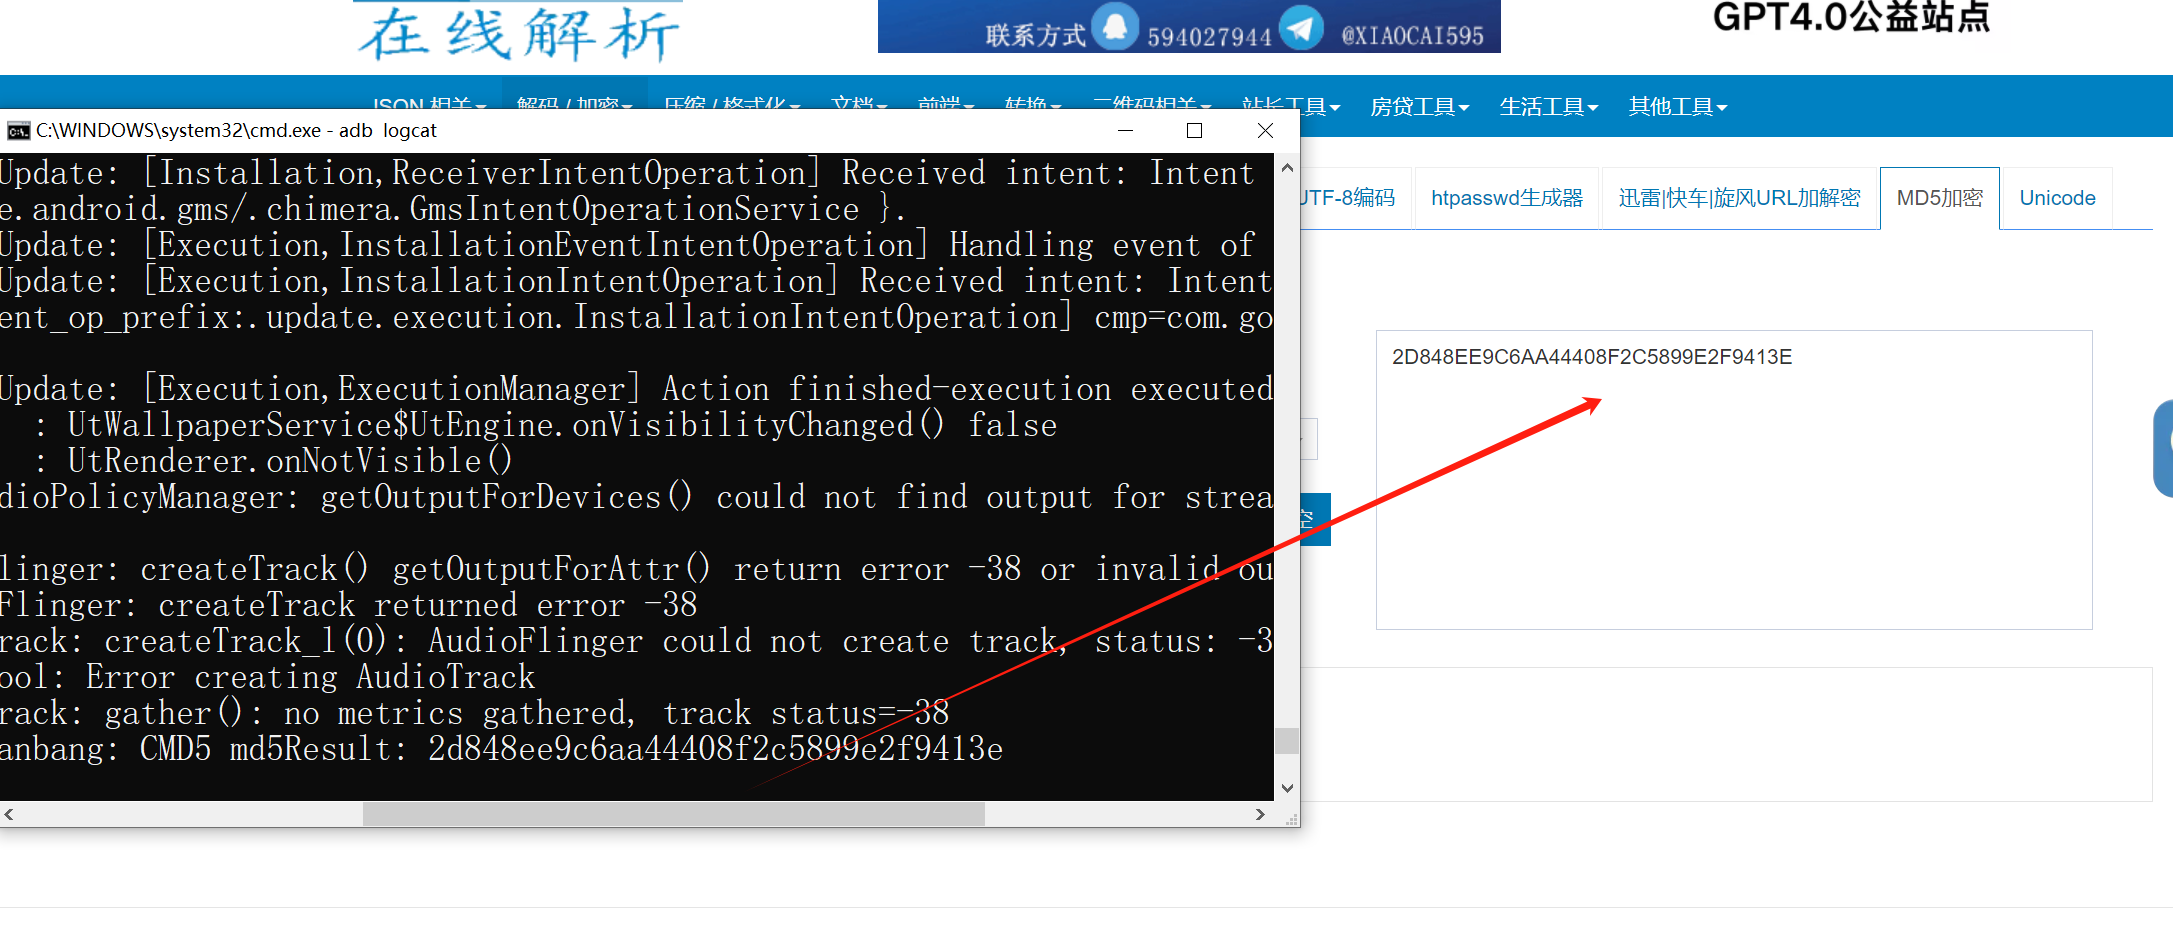 在线解析
联系方式 594027944 @XIAOCAI595
GPT4.0公益站点
JSON 相关 解码 / 加密 压缩 / 格式化 文档 前端 转换 二维码相关 站长工具 房贷工具 生活工具 其他工具
C:\WINDOWS\system32\cmd.exe - adb  logcat
UTF-8编码 htpasswd生成器 迅雷|快车|旋风URL加解密 MD5加密 Unicode
Update: [Installation,ReceiverIntentOperation] Received intent: Intent
e.android.gms/.chimera.GmsIntentOperationService }.
Update: [Execution,InstallationEventIntentOperation] Handling event of
Update: [Execution,InstallationIntentOperation] Received intent: Intent
ent_op_prefix:.update.execution.InstallationIntentOperation] cmp=com.go
Update: [Execution,ExecutionManager] Action finished-execution executed
: UtWallpaperService$UtEngine.onVisibilityChanged() false
: UtRenderer.onNotVisible()
dioPolicyManager: getOutputForDevices() could not find output for strea
linger: createTrack() getOutputForAttr() return error -38 or invalid ou
Flinger: createTrack returned error -38
rack: createTrack_l(0): AudioFlinger could not create track, status: -3
ool: Error creating AudioTrack
rack: gather(): no metrics gathered, track status=-38
anbang: CMD5 md5Result: 2d848ee9c6aa44408f2c5899e2f9413e
2D848EE9C6AA44408F2C5899E2F9413E
空